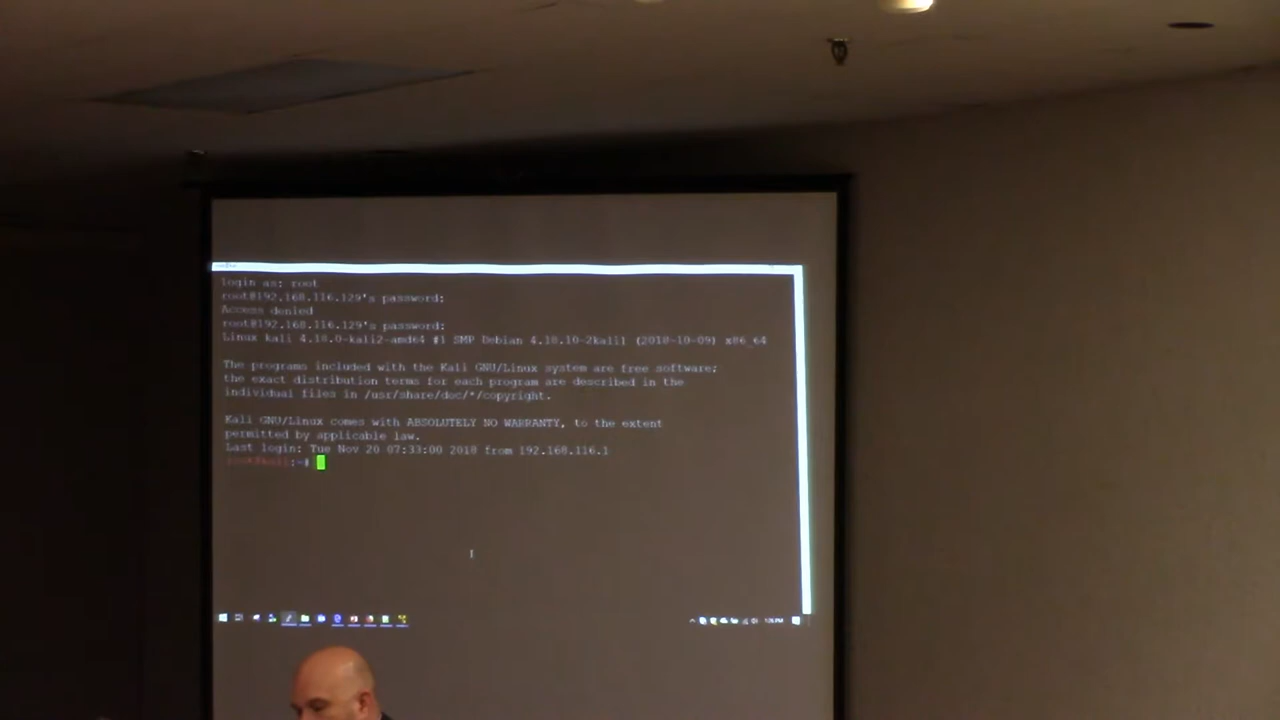 login as: root
root@192.168.116.129's password:
Access denied
root@192.168.116.129's password:
Linux kali 4.18.0-kali2-amd64 #1 SMP Debian 4.18.10-2kali1 (2018-10-09) x86_64
The programs included with the Kali GNU/Linux system are free software;
the exact distribution terms for each program are described in the
individual files in /usr/share/doc/*/copyright.
Kali GNU/Linux comes with ABSOLUTELY NO WARRANTY, to the extent
permitted by applicable law.
Last login: Tue Nov 20 07:33:00 2018 from 192.168.116.1
root@kali:~#